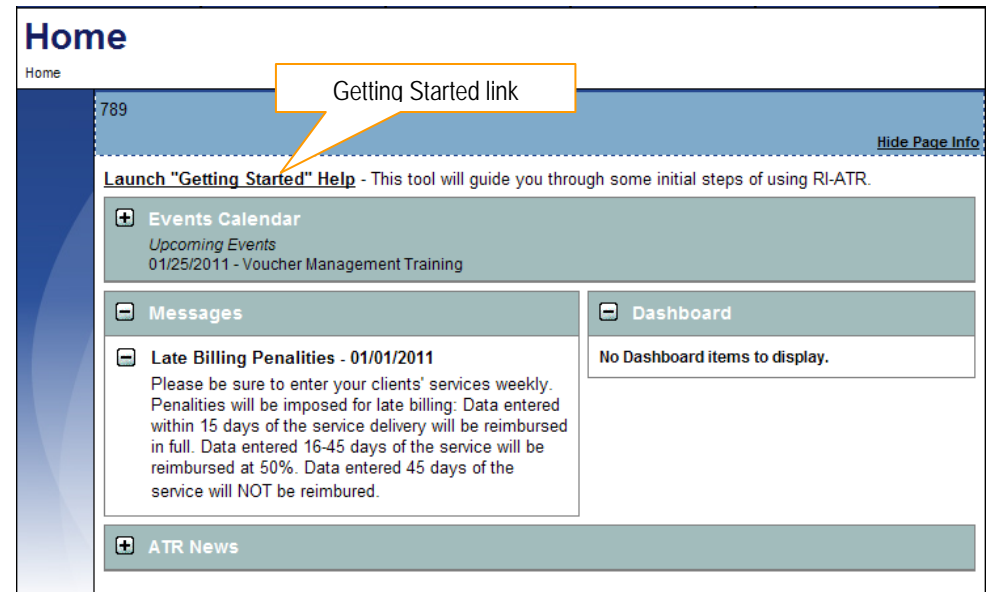 Home
Home
Getting Started link
789
Hide Page Info
Launch "Getting Started" Help - This tool will guide you through some initial steps of using RI-ATR.
Events Calendar
Upcoming Events
01/25/2011 - Voucher Management Training
Messages
Late Billing Penalities - 01/01/2011
Please be sure to enter your clients' services weekly.
Penalities will be imposed for late billing: Data entered
within 15 days of the service delivery will be reimbursed
in full. Data entered 16-45 days of the service will be
reimbursed at 50%. Data entered 45 days of the
service will NOT be reimbured.
Dashboard
No Dashboard items to display.
ATR News